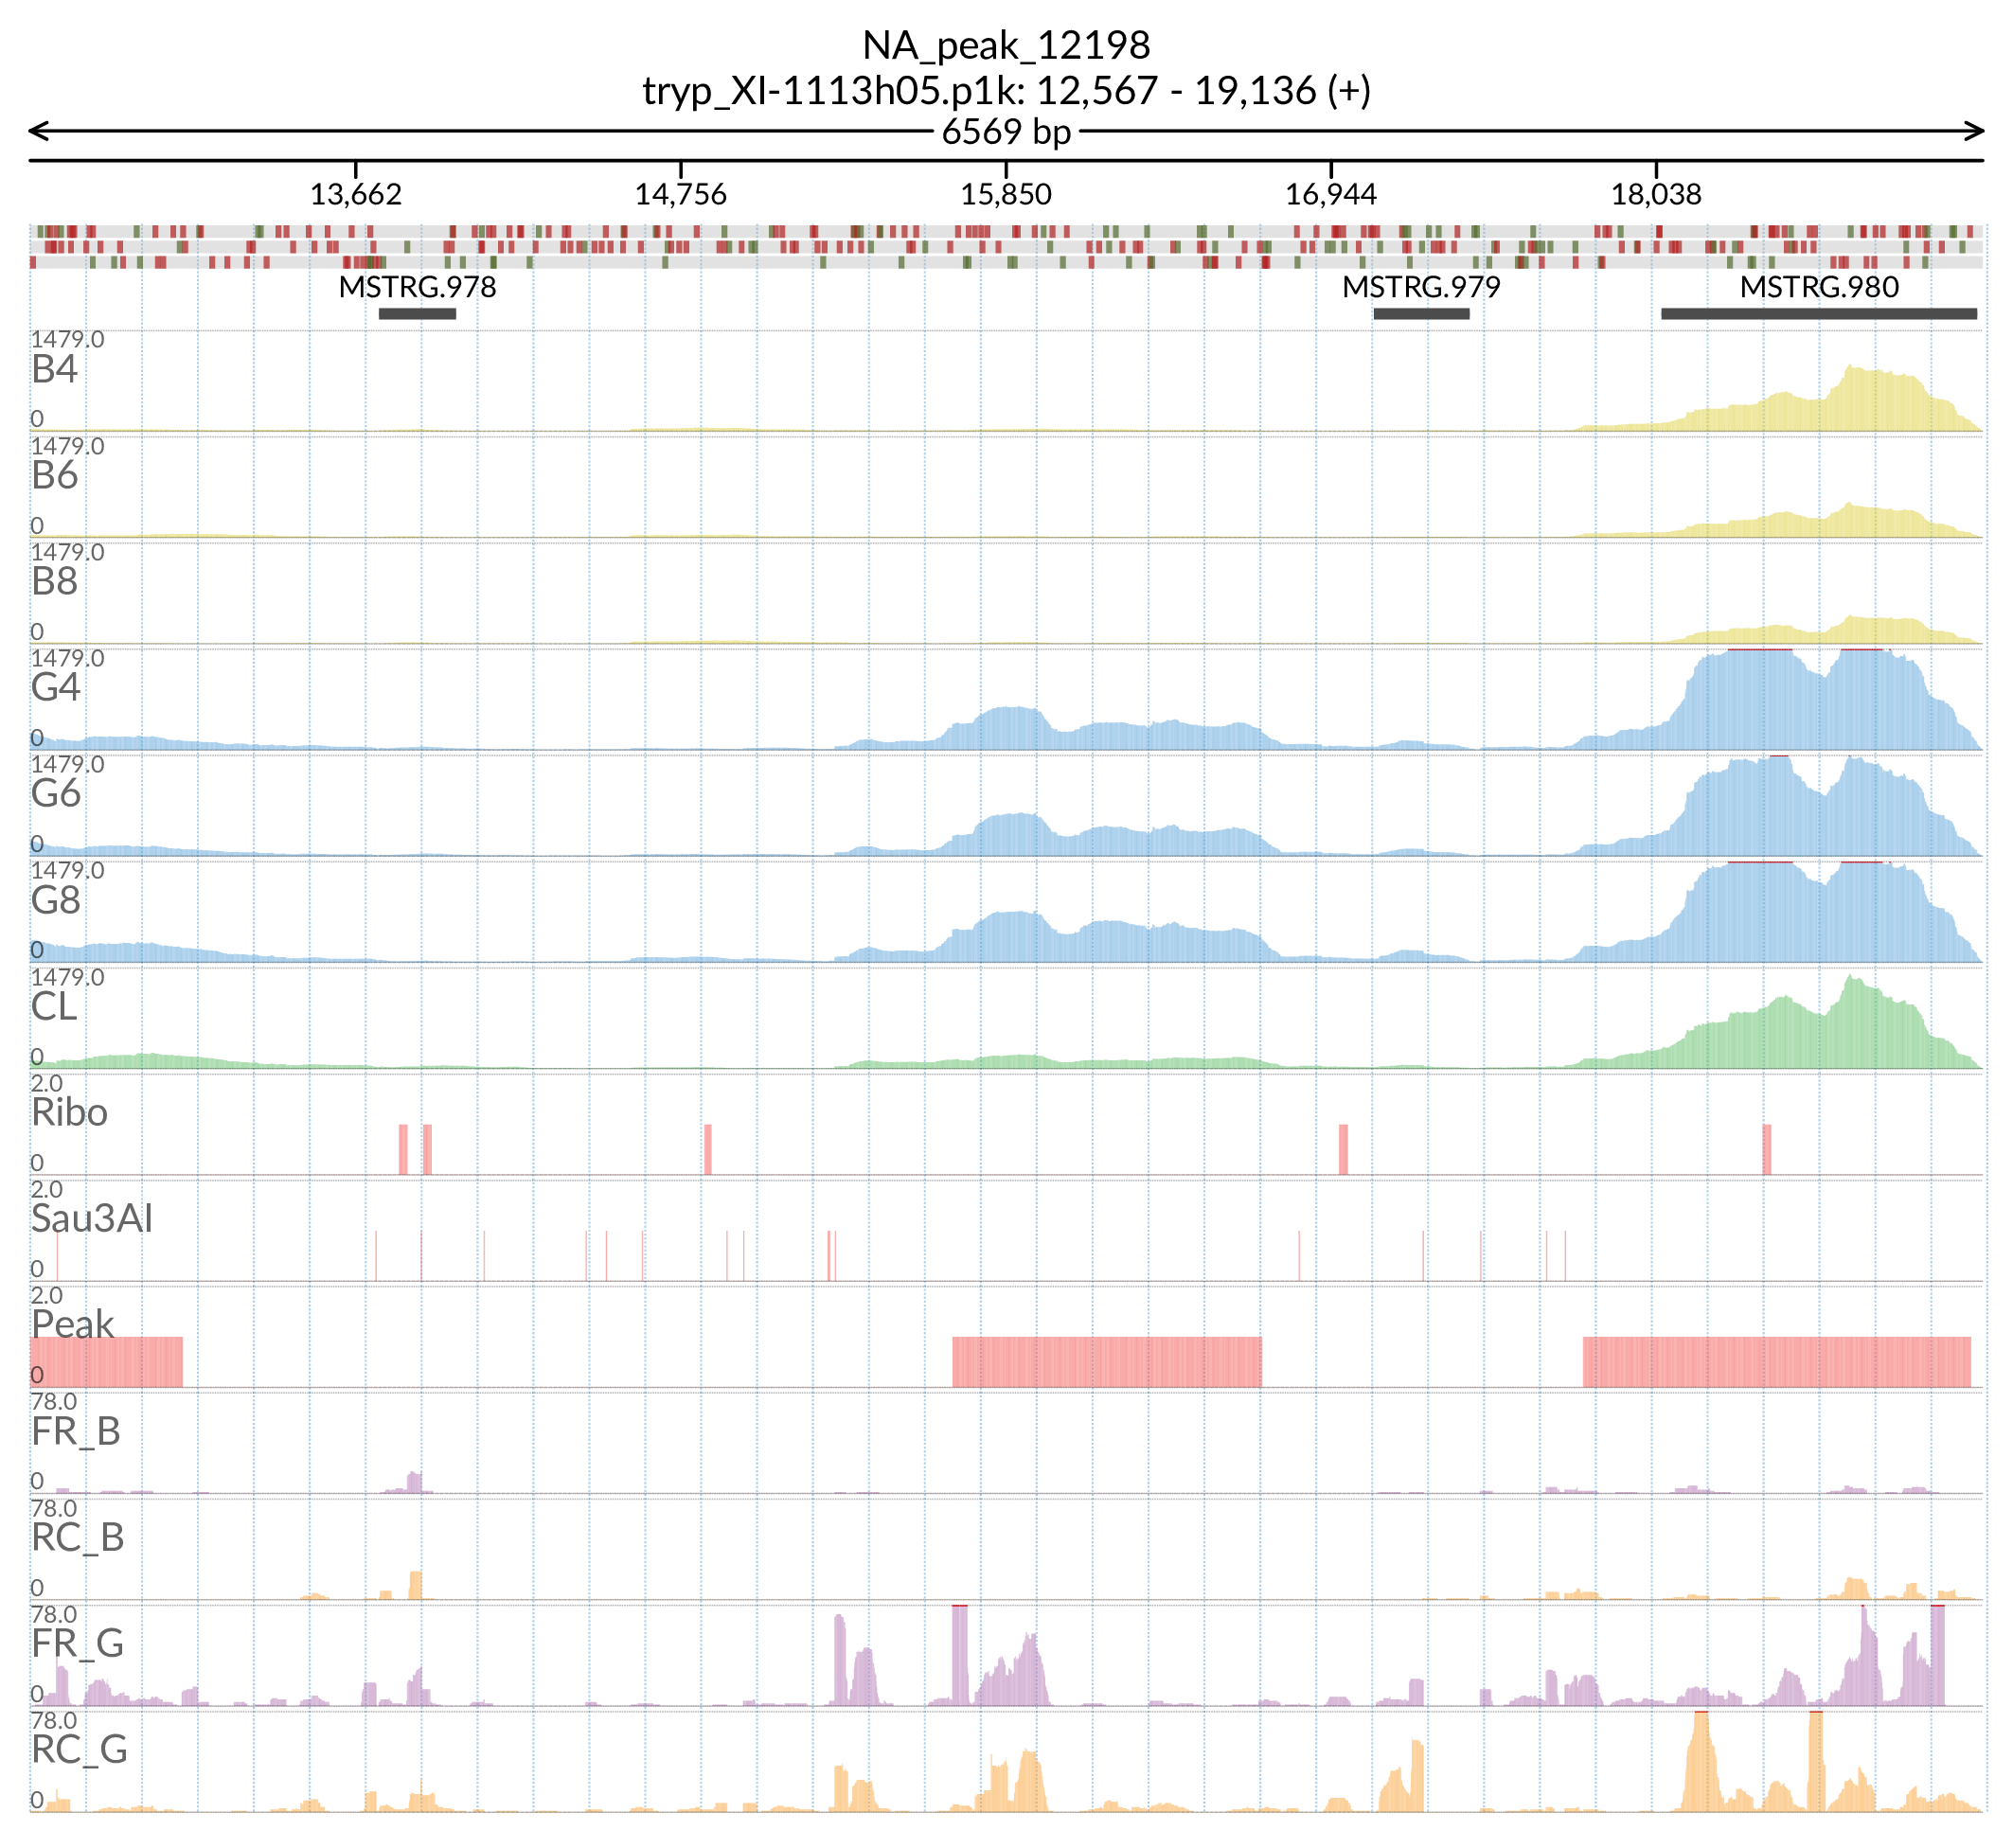 NA_peak_12198
tryp_XI-1113h05.p1k: 12,567 - 19,136 (+)
6569 bp
13,662 14,756 15,850 16,944 18,038
MSTRG.978 MSTRG.979 MSTRG.980
1479.0
B4
0
1479.0
B6
0
1479.0
B8
0
1479.0
G4
0
1479.0
G6
0
1479.0
G8
0
1479.0
CL
0
2.0
Ribo
0
2.0
Sau3AI
0
2.0
Peak
0
78.0
FR_B
0
78.0
RC_B
0
78.0
FR_G
0
78.0
RC_G
0